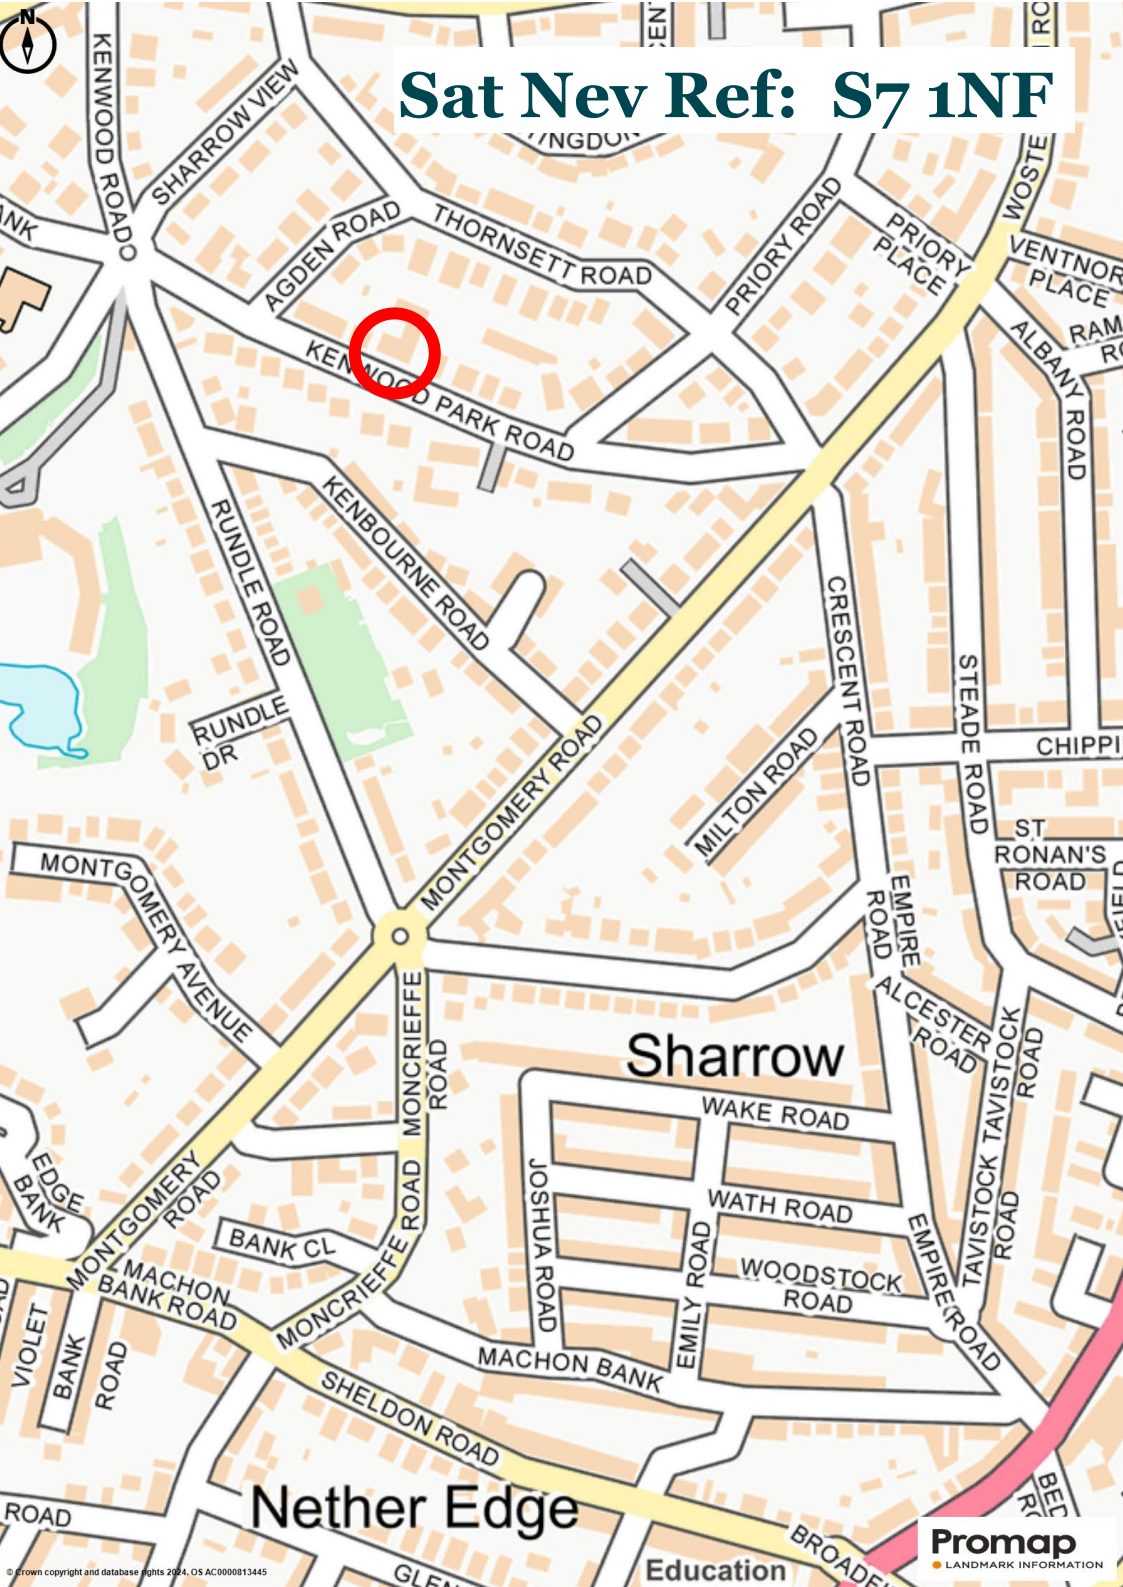 N
Sat Nev Ref: S7 1NF
KENWOOD ROAD
SHARROW VIEW
AGDEN ROAD
THORNSETT ROAD
PRIORY ROAD
PRIORY
PLACE
VENTNOR
PLACE
ALBANY ROAD
KENWOOD PARK ROAD
RUNDLE ROAD
KENBOURNE ROAD
RUNDLE
DR
CRESCENT ROAD
STEADE ROAD
CHIPPI
MILTON ROAD
MONTGOMERY ROAD
ST
RONAN'S
ROAD
MONTGOMERY AVENUE
EMPIRE
ROAD
ALCESTER
ROAD
MONCRIEFFE
ROAD
Sharrow
TAVISTOCK
ROAD
WAKE ROAD
EDGE
BANK
MONTGOMERY
ROAD
JOSHUA ROAD
WATH ROAD
TAVISTOCK
ROAD
EMPIRE ROAD
BANK CL
MONCRIEFFE ROAD
EMILY ROAD
WOODSTOCK
ROAD
MACHON
BANK ROAD
VIOLET
BANK
ROAD
MACHON BANK
SHELDON ROAD
Nether Edge
ROAD
Education
Promap
LANDMARK INFORMATION
© Crown copyright and database rights 2024. OS AC0000813445